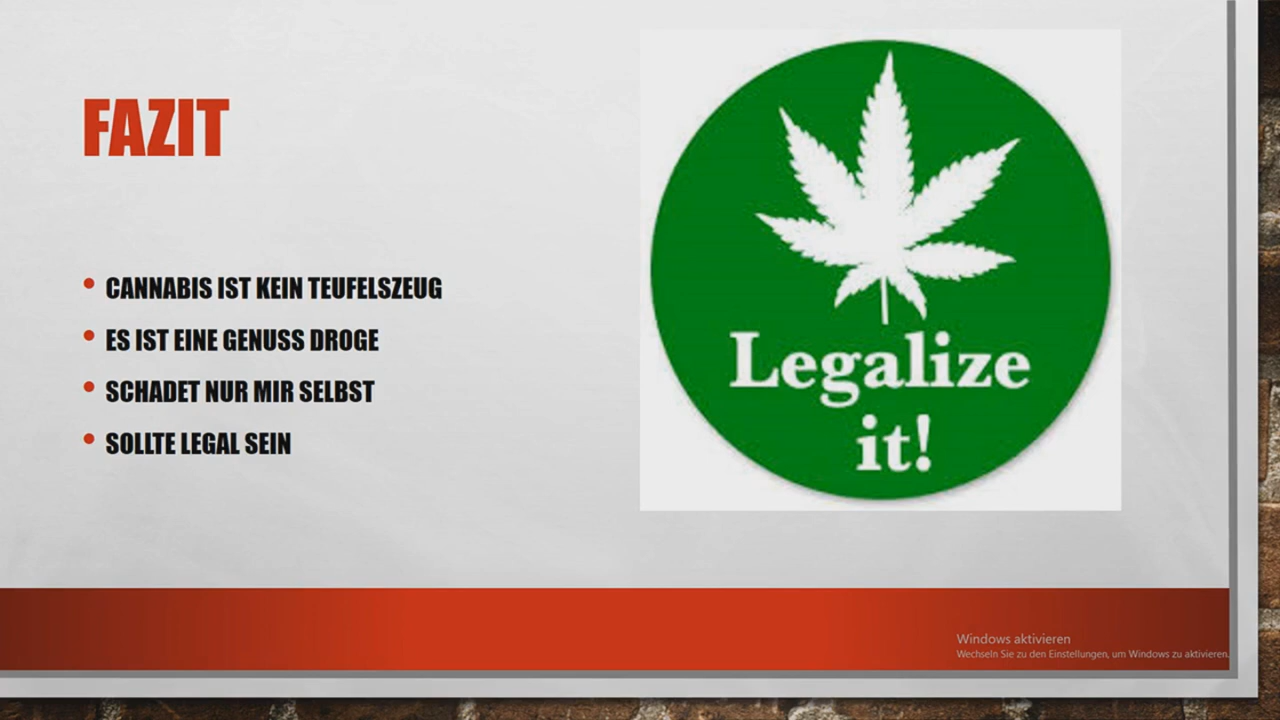 FAZIT
CANNABIS IST KEIN TEUFELSZEUG
ES IST EINE GENUSS DROGE
SCHADET NUR MIR SELBST
SOLLTE LEGAL SEIN
Legalize
it!
Windows aktivieren
Wechseln Sie zu den Einstellungen, um Windows zu aktivieren.